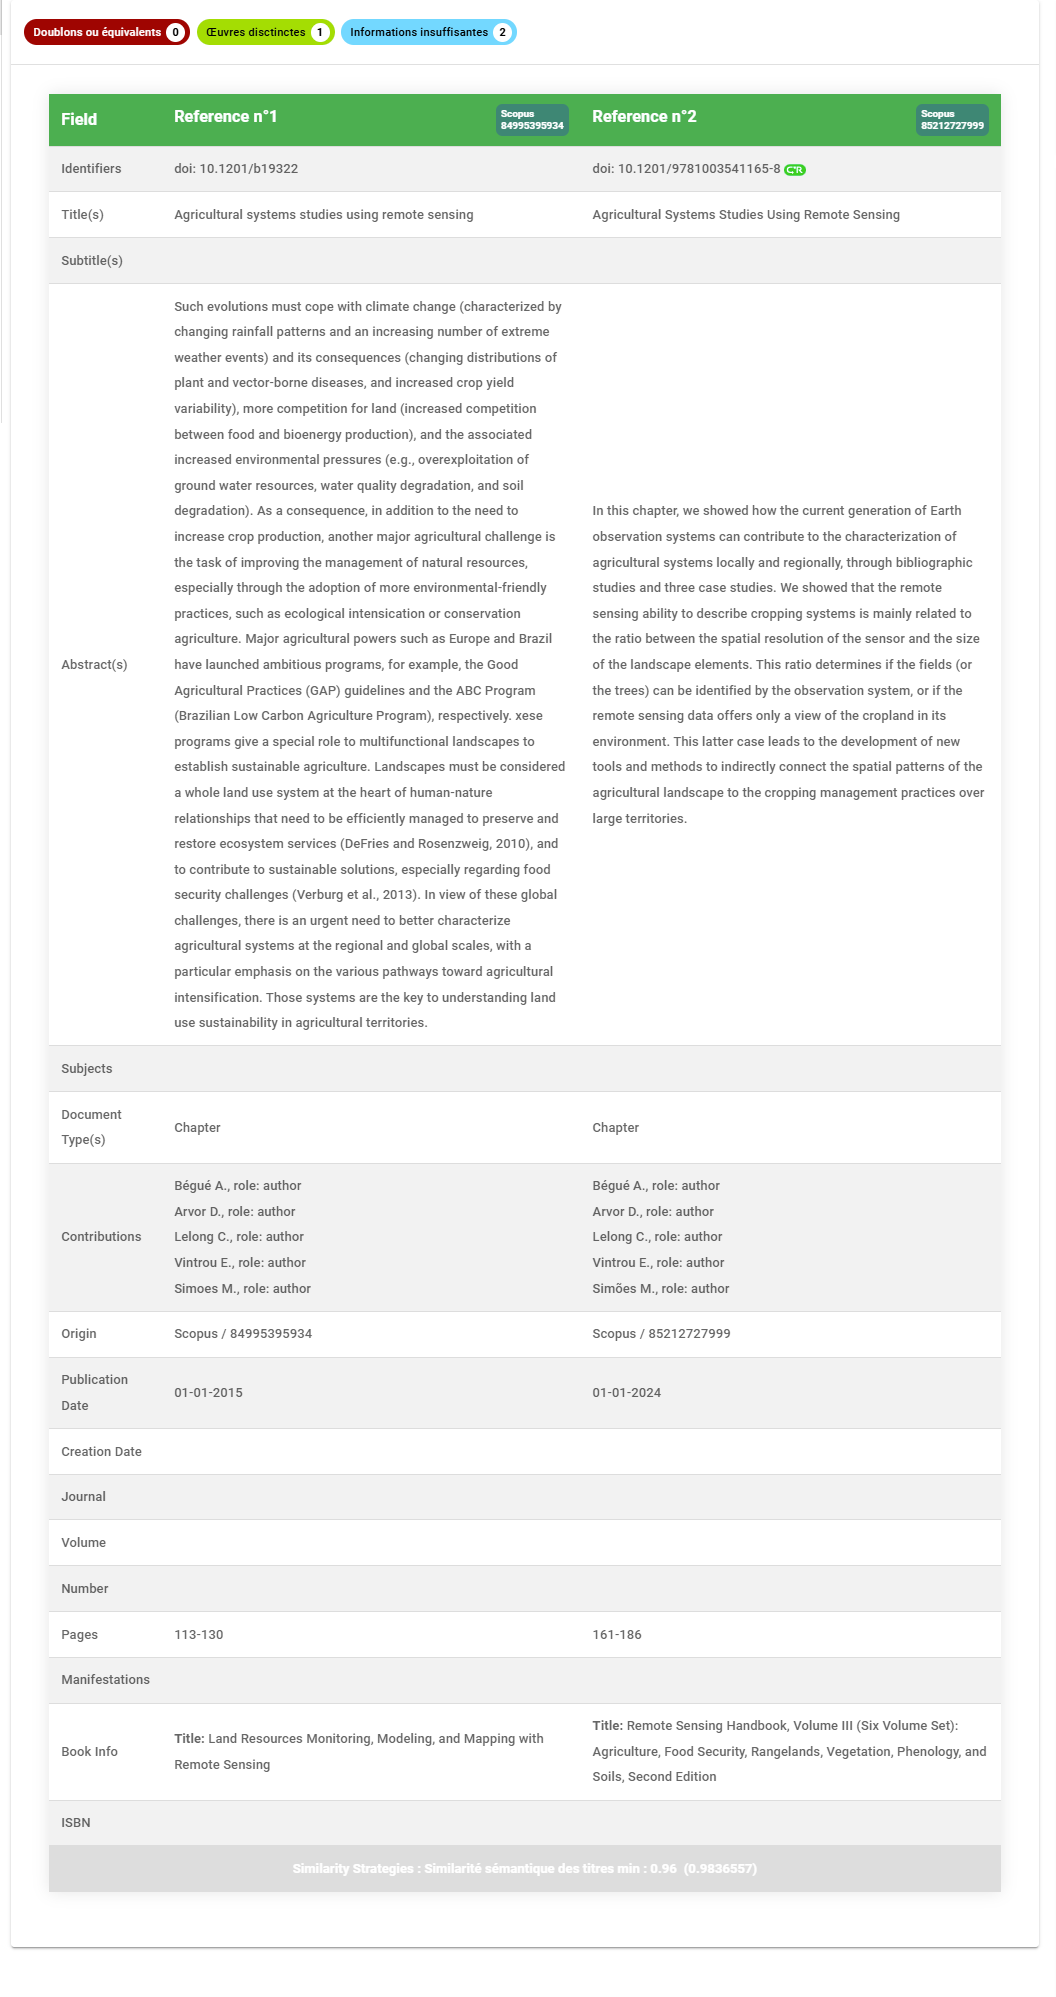 Doublons ou équivalents 0 Œuvres disctinctes 1 Informations insuffisantes 2
Field Reference n°1 Scopus 84995395934 Reference n°2 Scopus 85212727999
Identifiers doi: 10.1201/b19322 doi: 10.1201/9781003541165-8 CR
Title(s) Agricultural systems studies using remote sensing Agricultural Systems Studies Using Remote Sensing
Subtitle(s)
Abstract(s)
Such evolutions must cope with climate change (characterized by
changing rainfall patterns and an increasing number of extreme
weather events) and its consequences (changing distributions of
plant and vector-borne diseases, and increased crop yield
variability), more competition for land (increased competition
between food and bioenergy production), and the associated
increased environmental pressures (e.g., overexploitation of
ground water resources, water quality degradation, and soil
degradation). As a consequence, in addition to the need to
increase crop production, another major agricultural challenge is
the task of improving the management of natural resources,
especially through the adoption of more environmental-friendly
practices, such as ecological intensication or conservation
agriculture. Major agricultural powers such as Europe and Brazil
have launched ambitious programs, for example, the Good
Agricultural Practices (GAP) guidelines and the ABC Program
(Brazilian Low Carbon Agriculture Program), respectively. xese
programs give a special role to multifunctional landscapes to
establish sustainable agriculture. Landscapes must be considered
a whole land use system at the heart of human-nature
relationships that need to be efficiently managed to preserve and
restore ecosystem services (DeFries and Rosenzweig, 2010), and
to contribute to sustainable solutions, especially regarding food
security challenges (Verburg et al., 2013). In view of these global
challenges, there is an urgent need to better characterize
agricultural systems at the regional and global scales, with a
particular emphasis on the various pathways toward agricultural
intensification. Those systems are the key to understanding land
use sustainability in agricultural territories.
In this chapter, we showed how the current generation of Earth
observation systems can contribute to the characterization of
agricultural systems locally and regionally, through bibliographic
studies and three case studies. We showed that the remote
sensing ability to describe cropping systems is mainly related to
the ratio between the spatial resolution of the sensor and the size
of the landscape elements. This ratio determines if the fields (or
the trees) can be identified by the observation system, or if the
remote sensing data offers only a view of the cropland in its
environment. This latter case leads to the development of new
tools and methods to indirectly connect the spatial patterns of the
agricultural landscape to the cropping management practices over
large territories.
Subjects
Document
Type(s)
Chapter Chapter
Contributions
Bégué A., role: author
Arvor D., role: author
Lelong C., role: author
Vintrou E., role: author
Simoes M., role: author
Bégué A., role: author
Arvor D., role: author
Lelong C., role: author
Vintrou E., role: author
Simões M., role: author
Origin Scopus / 84995395934 Scopus / 85212727999
Publication
Date
01-01-2015 01-01-2024
Creation Date
Journal
Volume
Number
Pages 113-130 161-186
Manifestations
Book Info
Title: Land Resources Monitoring, Modeling, and Mapping with
Remote Sensing
Title: Remote Sensing Handbook, Volume III (Six Volume Set):
Agriculture, Food Security, Rangelands, Vegetation, Phenology, and
Soils, Second Edition
ISBN
Similarity Strategies : Similarité sémantique des titres min : 0.96 (0.9836557)